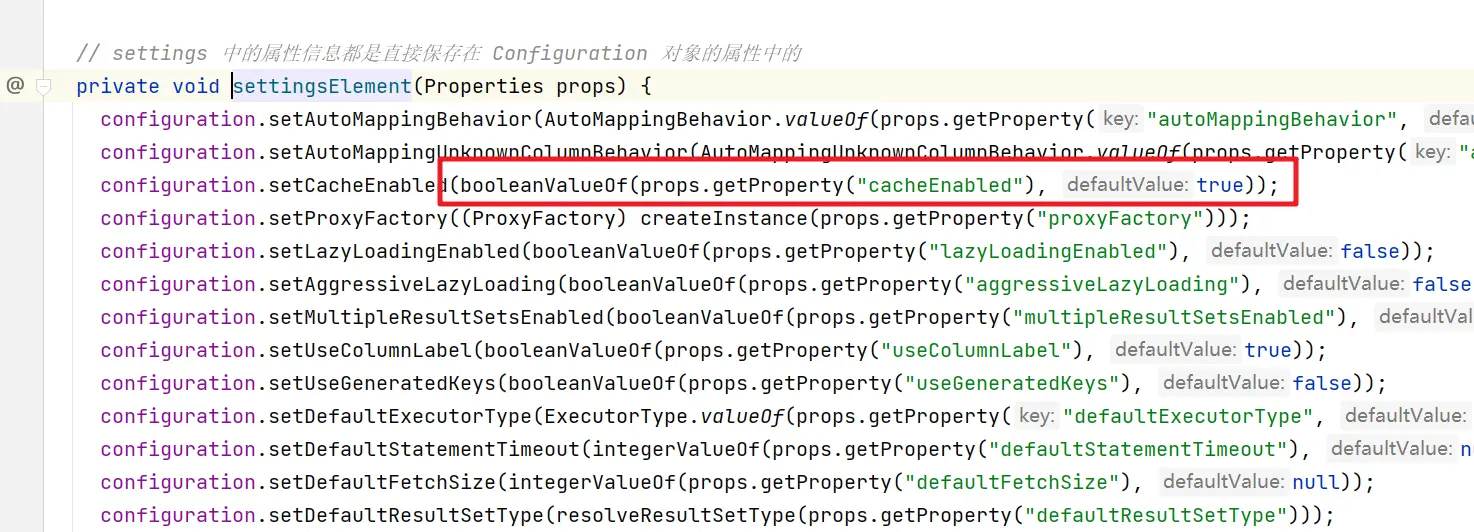 // settings 中的属性信息都是直接保存在 Configuration 对象的属性中的
@ private void settingsElement(Properties props) {
configuration.setAutoMappingBehavior(AutoMappingBehavior.valueOf(props.getProperty( key: "autoMappingBehavior", defau
configuration.setAutoMappingUnknownColumnBehavior(AutoMappingUnknownColumnBehavior.valueOf(props.getProperty( key: "a
configuration.setCacheEnabled(booleanValueOf(props.getProperty("cacheEnabled"), defaultValue: true));
configuration.setProxyFactory((ProxyFactory) createInstance(props.getProperty("proxyFactory")));
configuration.setLazyLoadingEnabled(booleanValueOf(props.getProperty("lazyLoadingEnabled"), defaultValue: false));
configuration.setAggressiveLazyLoading(booleanValueOf(props.getProperty("aggressiveLazyLoading"), defaultValue: false
configuration.setMultipleResultSetsEnabled(booleanValueOf(props.getProperty("multipleResultSetsEnabled"), defaultVal
configuration.setUseColumnLabel(booleanValueOf(props.getProperty("useColumnLabel"), defaultValue: true));
configuration.setUseGeneratedKeys(booleanValueOf(props.getProperty("useGeneratedKeys"), defaultValue: false));
configuration.setDefaultExecutorType(ExecutorType.valueOf(props.getProperty( key: "defaultExecutorType", defaultValue:
configuration.setDefaultStatementTimeout(integerValueOf(props.getProperty("defaultStatementTimeout"), defaultValue: nu
configuration.setDefaultFetchSize(integerValueOf(props.getProperty("defaultFetchSize"), defaultValue: null));
configuration.setDefaultResultSetType(resolveResultSetType(props.getProperty("defaultResultSetType")));